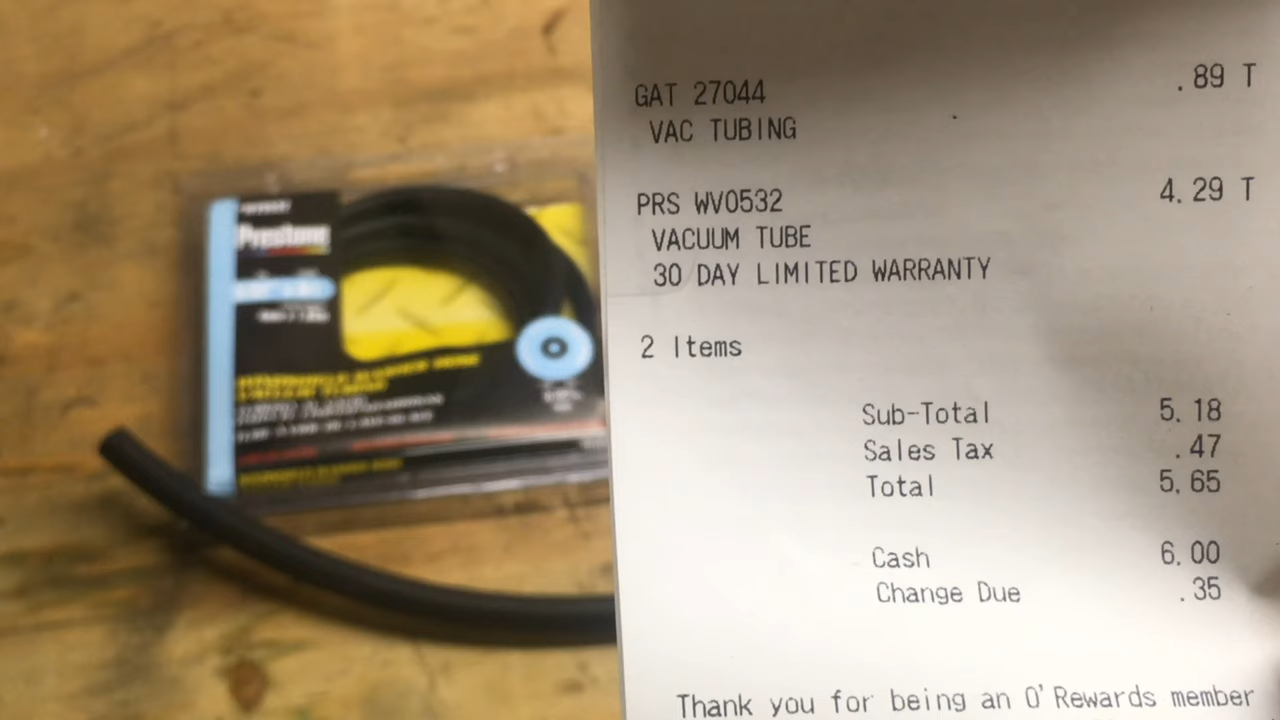 Prestone
GAT 27044 .89 T
VAC TUBING
PRS WV0532 4.29 T
VACUUM TUBE
30 DAY LIMITED WARRANTY
2 Items
Sub-Total 5.18
Sales Tax .47
Total 5.65
Cash 6.00
Change Due .35
Thank you for being an O'Rewards member